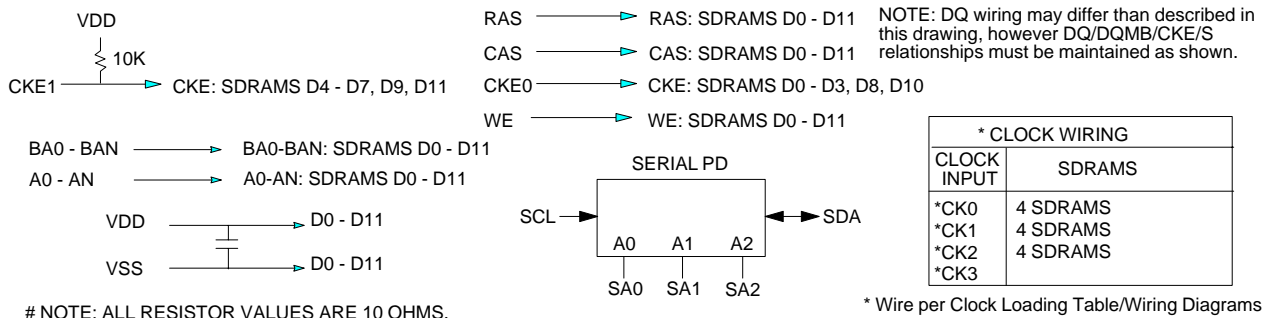 VDD
10K
CKE1 CKE: SDRAMS D4 - D7, D9, D11
BA0 - BAN BA0-BAN: SDRAMS D0 - D11
A0 - AN A0-AN: SDRAMS D0 - D11
VDD D0 - D11
VSS D0 - D11
# NOTE: ALL RESISTOR VALUES ARE 10 OHMS.
RAS RAS: SDRAMS D0 - D11
CAS CAS: SDRAMS D0 - D11
CKE0 CKE: SDRAMS D0 - D3, D8, D10
WE WE: SDRAMS D0 - D11
SERIAL PD
SCL SDA
A0 A1 A2
SA0 SA1 SA2
NOTE: DQ wiring may differ than described in
this drawing, however DQ/DQMB/CKE/S
relationships must be maintained as shown.
* CLOCK WIRING
CLOCK
INPUT SDRAMS
*CK0 4 SDRAMS
*CK1 4 SDRAMS
*CK2 4 SDRAMS
*CK3
* Wire per Clock Loading Table/Wiring Diagrams